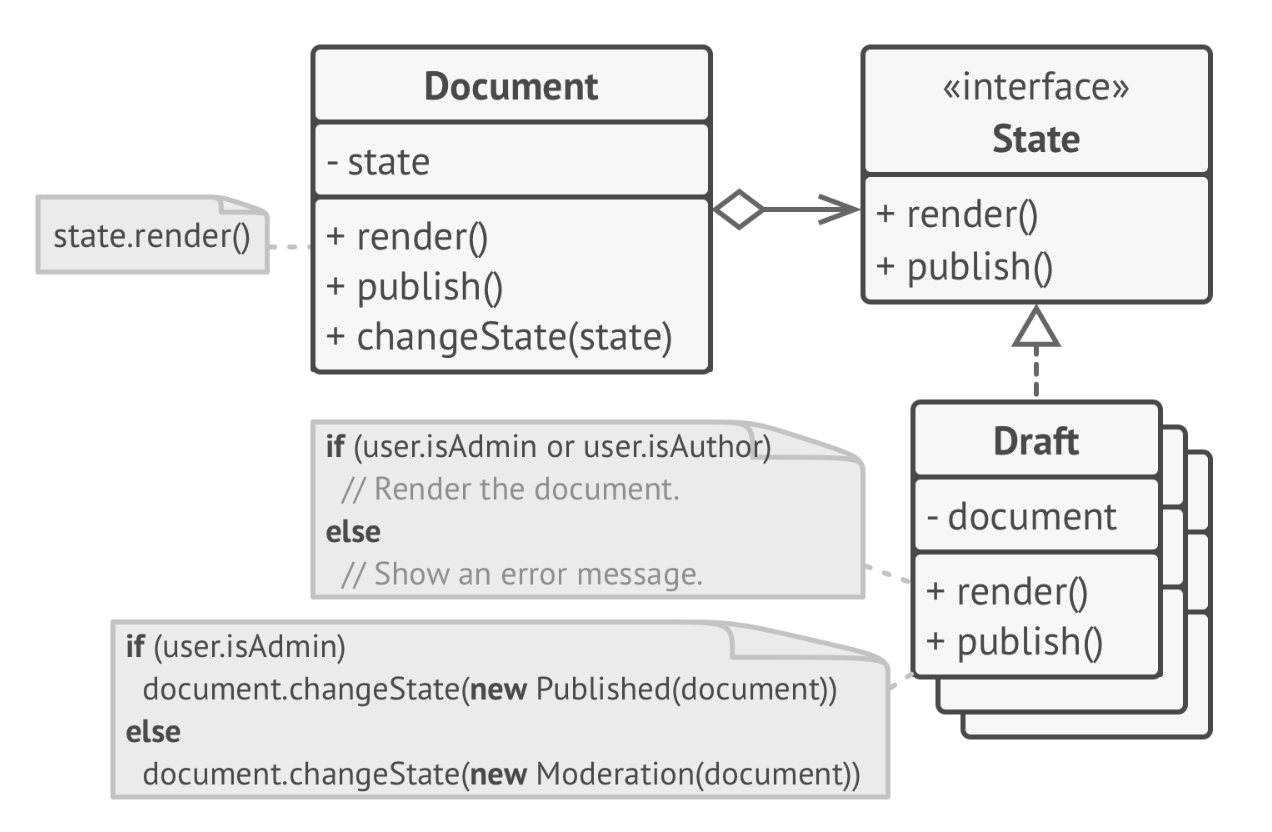 Document
- state
+ render()
+ publish()
+ changeState(state)
«interface»
State
+ render()
+ publish()
state.render()
if (user.isAdmin or user.isAuthor)
// Render the document.
else
// Show an error message.
Draft
- document
+ render()
+ publish()
if (user.isAdmin)
document.changeState(new Published(document))
else
document.changeState(new Moderation(document))